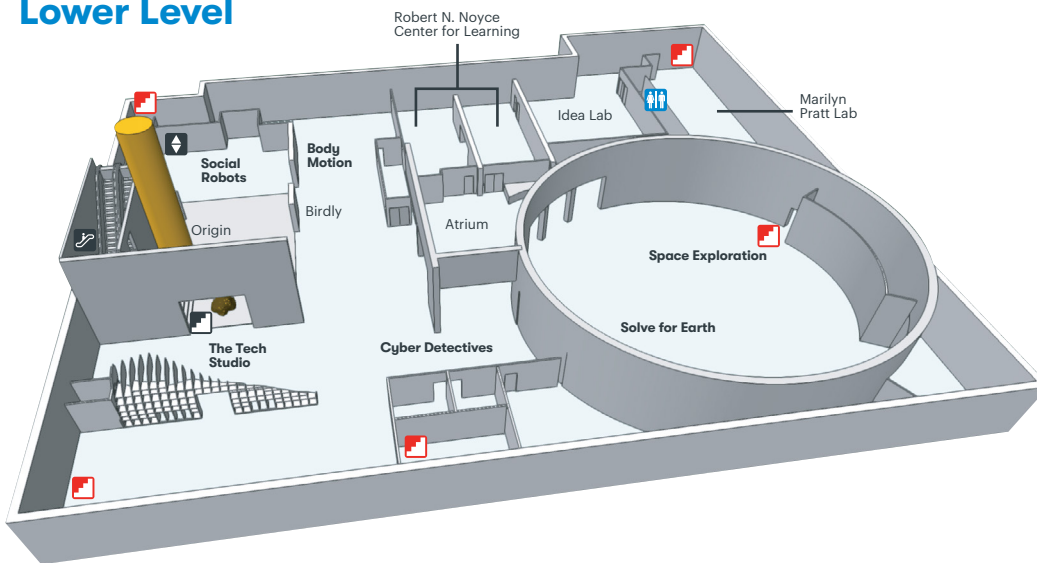 Lower Level
Robert N. Noyce
Center for Learning
Idea Lab
Marilyn
Pratt Lab
Body
Motion
Social
Robots
Birdly
Origin
Atrium
Space Exploration
Solve for Earth
The Tech
Studio
Cyber Detectives